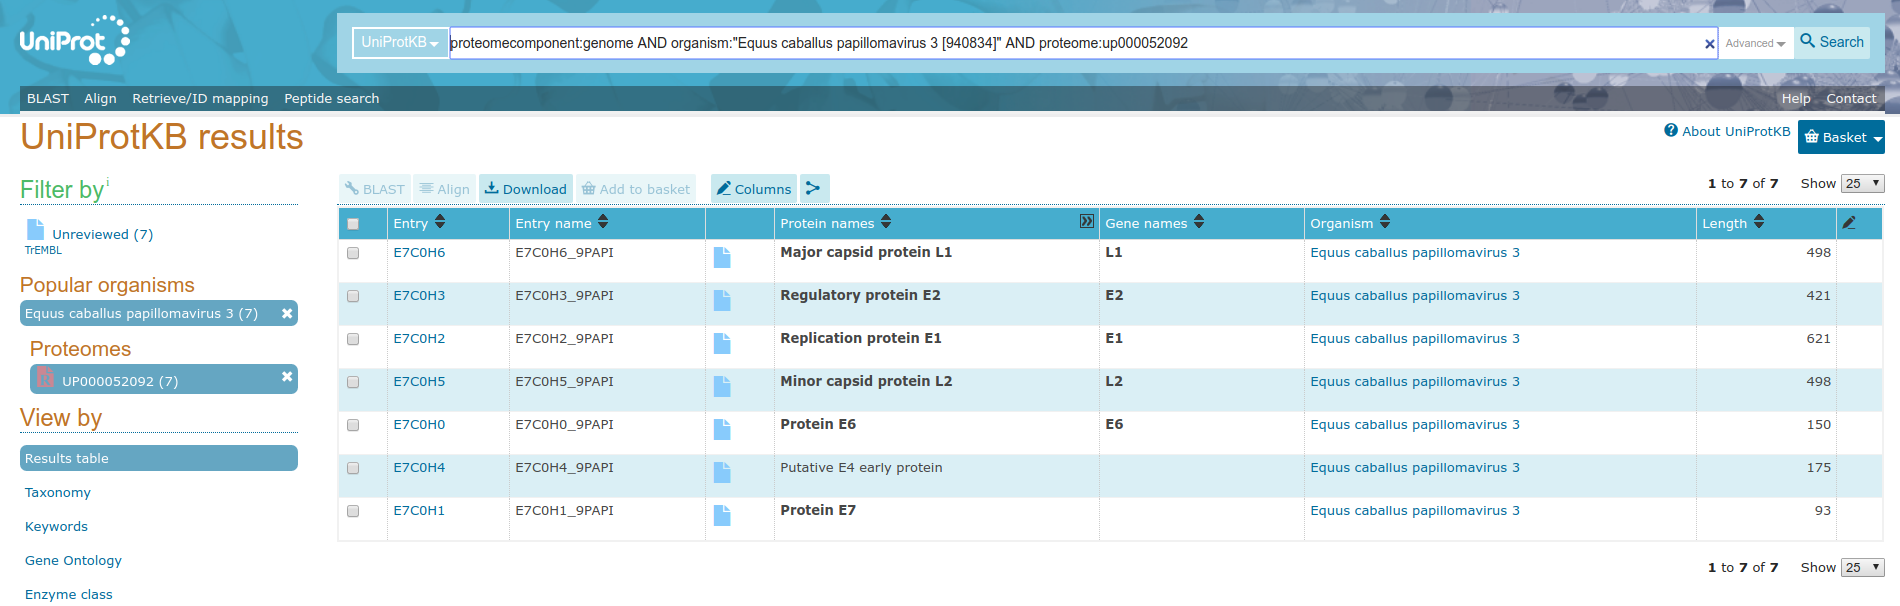 UniProt
UniProtKB
proteomecomponent:genome AND organism:"Equus caballus papillomavirus 3 [940834]" AND proteome:up000052092
Advanced
Search
BLAST Align Retrieve/ID mapping Peptide search
Help Contact
UniProtKB results
About UniProtKB
Basket
Filter by i
Unreviewed (7)
TrEMBL
Popular organisms
Equus caballus papillomavirus 3 (7)
Proteomes
UP000052092 (7)
View by
Results table
Taxonomy
Keywords
Gene Ontology
Enzyme class
BLAST Align Download Add to basket Columns
1 to 7 of 7 Show 25
Entry Entry name Protein names Gene names Organism Length
E7C0H6 E7C0H6_9PAPI Major capsid protein L1 L1 Equus caballus papillomavirus 3 498
E7C0H3 E7C0H3_9PAPI Regulatory protein E2 E2 Equus caballus papillomavirus 3 421
E7C0H2 E7C0H2_9PAPI Replication protein E1 E1 Equus caballus papillomavirus 3 621
E7C0H5 E7C0H5_9PAPI Minor capsid protein L2 L2 Equus caballus papillomavirus 3 498
E7C0H0 E7C0H0_9PAPI Protein E6 E6 Equus caballus papillomavirus 3 150
E7C0H4 E7C0H4_9PAPI Putative E4 early protein Equus caballus papillomavirus 3 175
E7C0H1 E7C0H1_9PAPI Protein E7 Equus caballus papillomavirus 3 93
1 to 7 of 7 Show 25